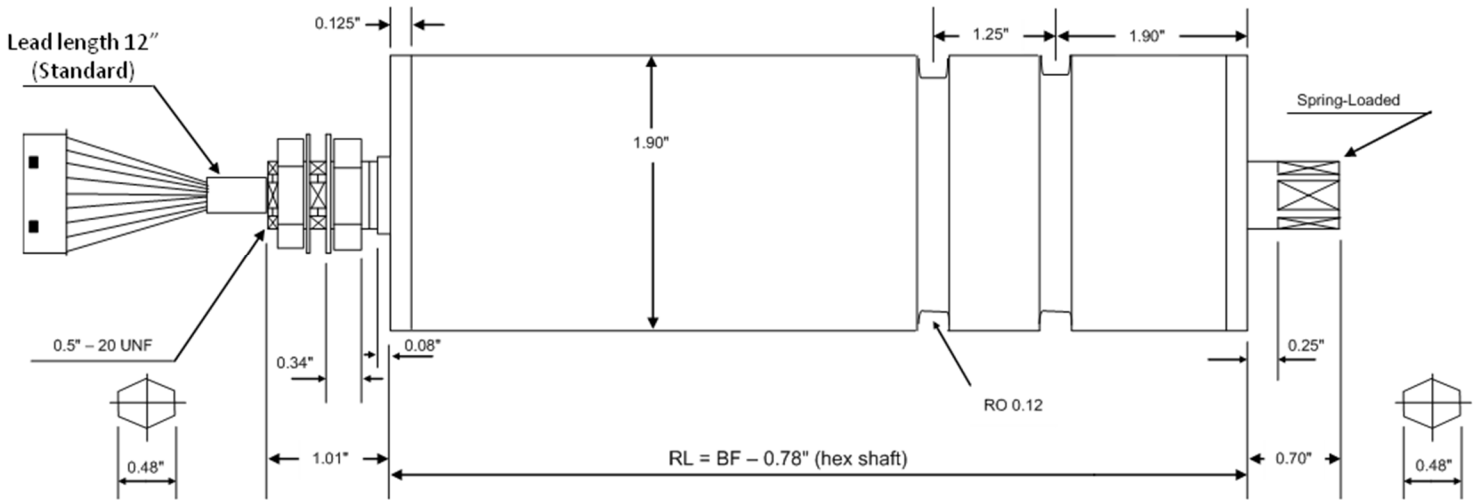 0.125"
1.25"
1.90"
Lead length 12″
(Standard)
Spring-Loaded
1.90"
0.5" – 20 UNF
0.34"
0.08"
0.25"
RO 0.12
0.48"
1.01"
RL = BF – 0.78" (hex shaft)
0.70"
0.48"